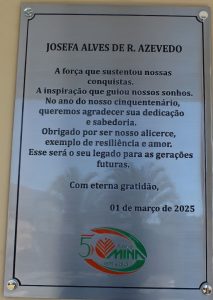 JOSEFA ALVES DE R. AZEVEDO
A força que sustentou nossas
conquistas.
A inspiração que guiou nossos sonhos.
No ano do nosso cinquentenário,
queremos agradecer sua dedicação
e sabedoria.
Obrigado por ser nosso alicerce,
exemplo de resiliência e amor.
Esse será o seu legado para as gerações
futuras.
Com eterna gratidão,
01 de março de 2025
50
MINA